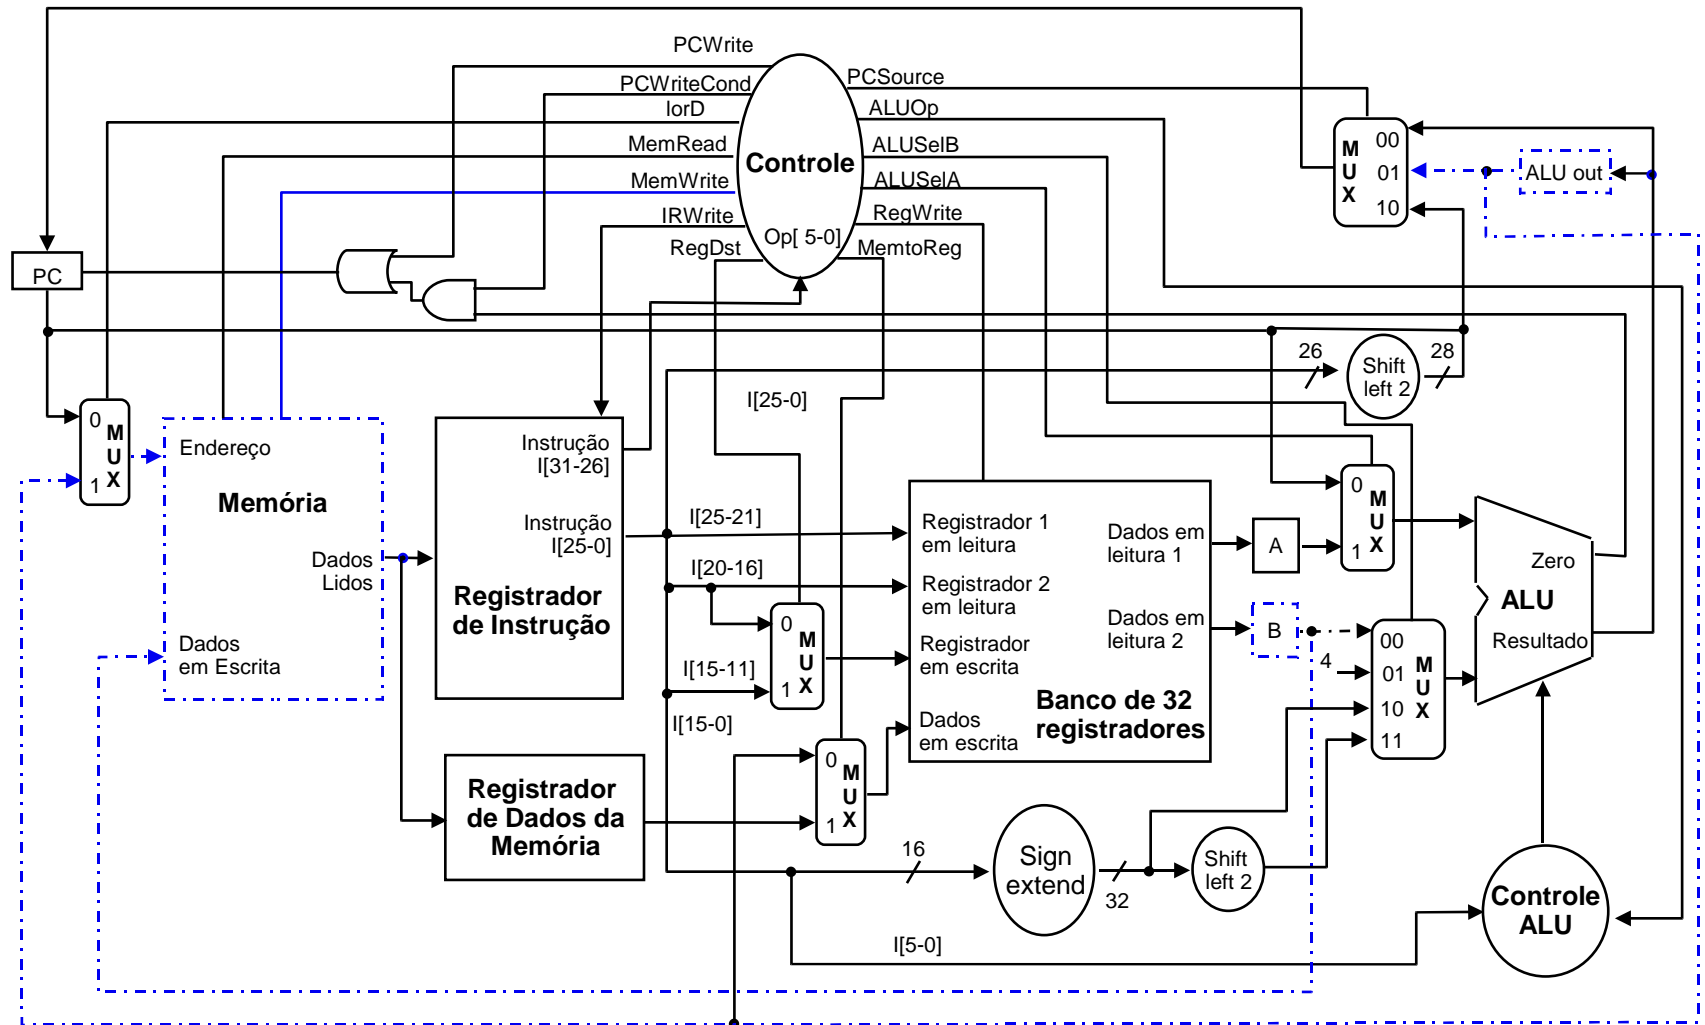 PCWrite
PCWriteCond
IorD
MemRead
MemWrite
IRWrite
RegDst
Controle
Op[ 5-0]
PCSource
ALUOp
ALUSelB
ALUSelA
RegWrite
MemtoReg
M
U
X
00
01
10
ALU out
PC
26
Shift
left 2
28
0
1
M
U
X
Endereço
Memória
Dados
Lidos
Dados
em Escrita
Instrução
I[31-26]
Instrução
I[25-0]
Registrador
de Instrução
I[25-0]
I[25-21]
I[20-16]
I[15-11]
I[15-0]
0
1
M
U
X
Registrador 1
em leitura
Registrador 2
em leitura
Registrador
em escrita
Dados
em escrita
Dados em
leitura 1
Dados em
leitura 2
Banco de 32
registradores
A
B
4
0
1
M
U
X
00
01
10
11
M
U
X
Zero
ALU
Resultado
Registrador
de Dados da
Memória
0
1
M
U
X
16
Sign
extend
32
Shift
left 2
I[5-0]
Controle
ALU